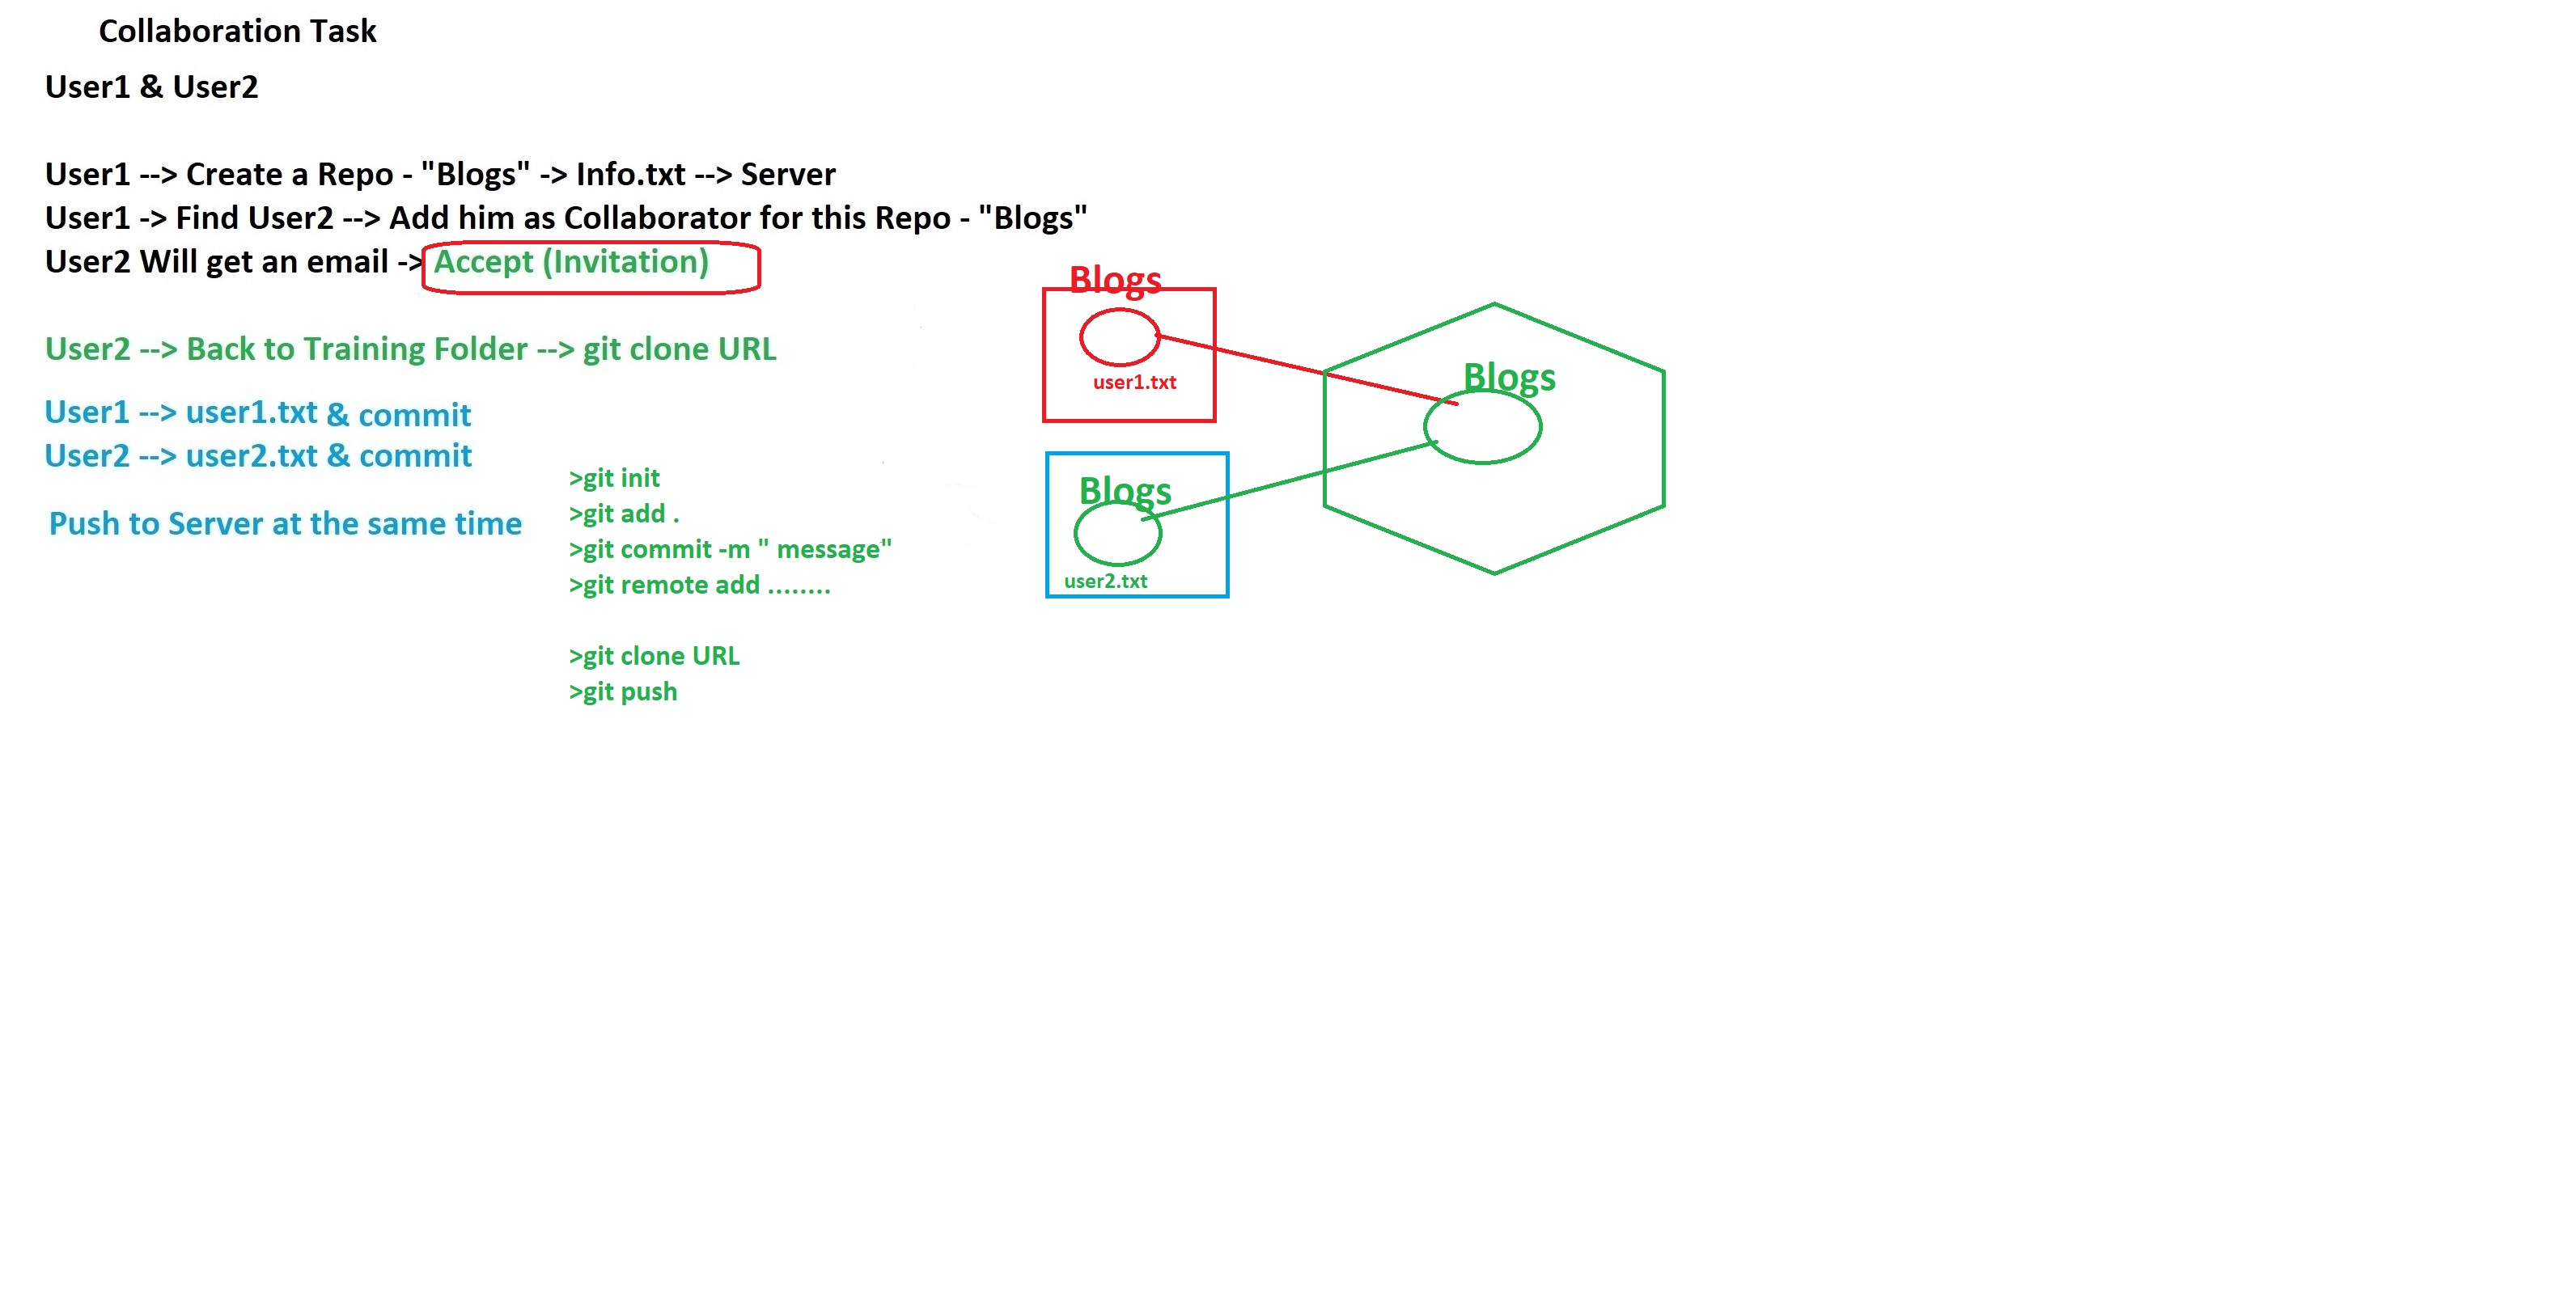 Collaboration Task
User1 & User2
User1 --> Create a Repo - "Blogs" -> Info.txt --> Server
User1 -> Find User2 --> Add him as Collaborator for this Repo - "Blogs"
User2 Will get an email -> Accept (Invitation)
User2 --> Back to Training Folder --> git clone URL
User1 --> user1.txt & commit
User2 --> user2.txt & commit
Push to Server at the same time
>git init
>git add .
>git commit -m " message"
>git remote add ........
>git clone URL
>git push
Blogs
user1.txt
Blogs
user2.txt
Blogs